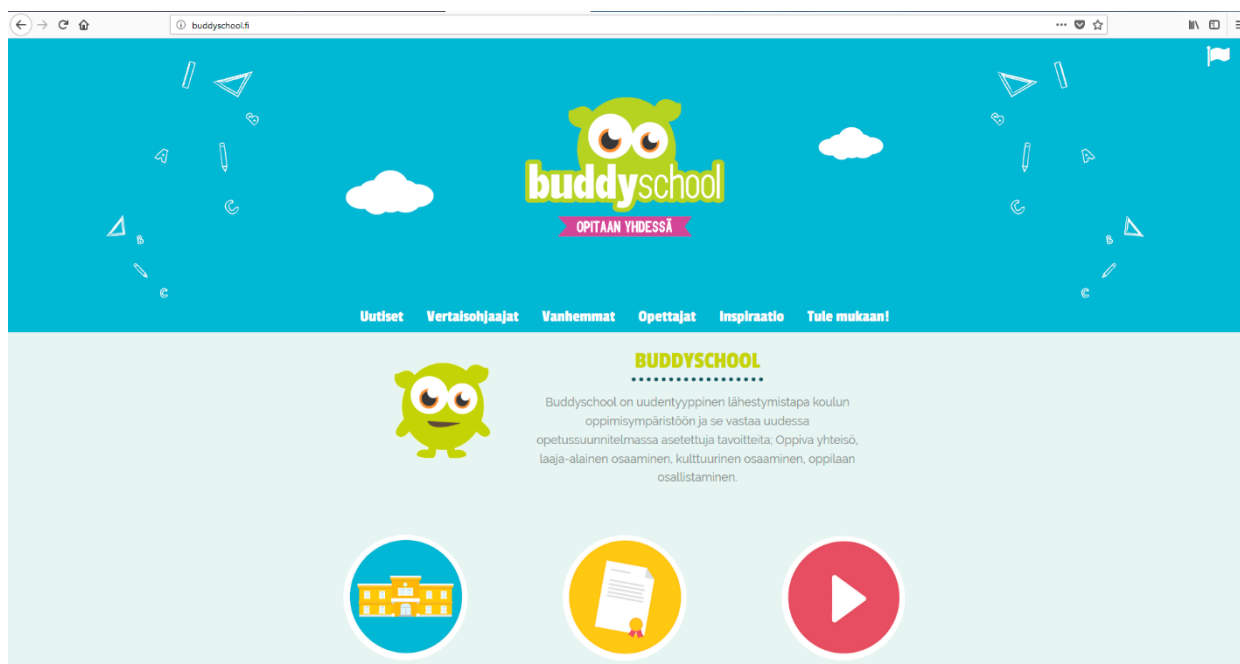 buddyschool.fi
B
B
A
A
C
C
B
B
C
C
buddyschool
OPITAAN YHDESSÄ
Uutiset Vertaisohjaajat Vanhemmat Opettajat Inspiraatio Tule mukaan!
BUDDYSCHOOL
Buddyschool on uudentyyppinen lähestymistapa koulun
oppimisympäristöön ja se vastaa uudessa
opetussuunnitelmassa asetettuja tavoitteita; Oppiva yhteisö,
laaja-alainen osaaminen, kulttuurinen osaaminen, oppilaan
osallistaminen.